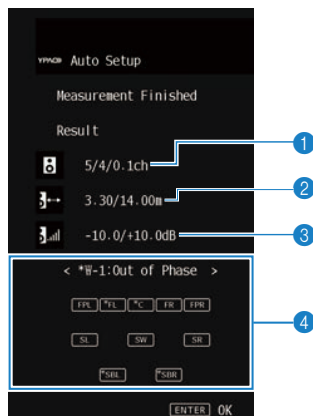 YPAO Auto Setup
Measurement Finished
Result
5/4/0.1ch
1
3.30/14.00m
2
-10.0/+10.0dB
3
< *W-1:Out of Phase >
FPL *FL *C FR FPR
4
SL SW SR
*SBL *SBR
ENTER OK